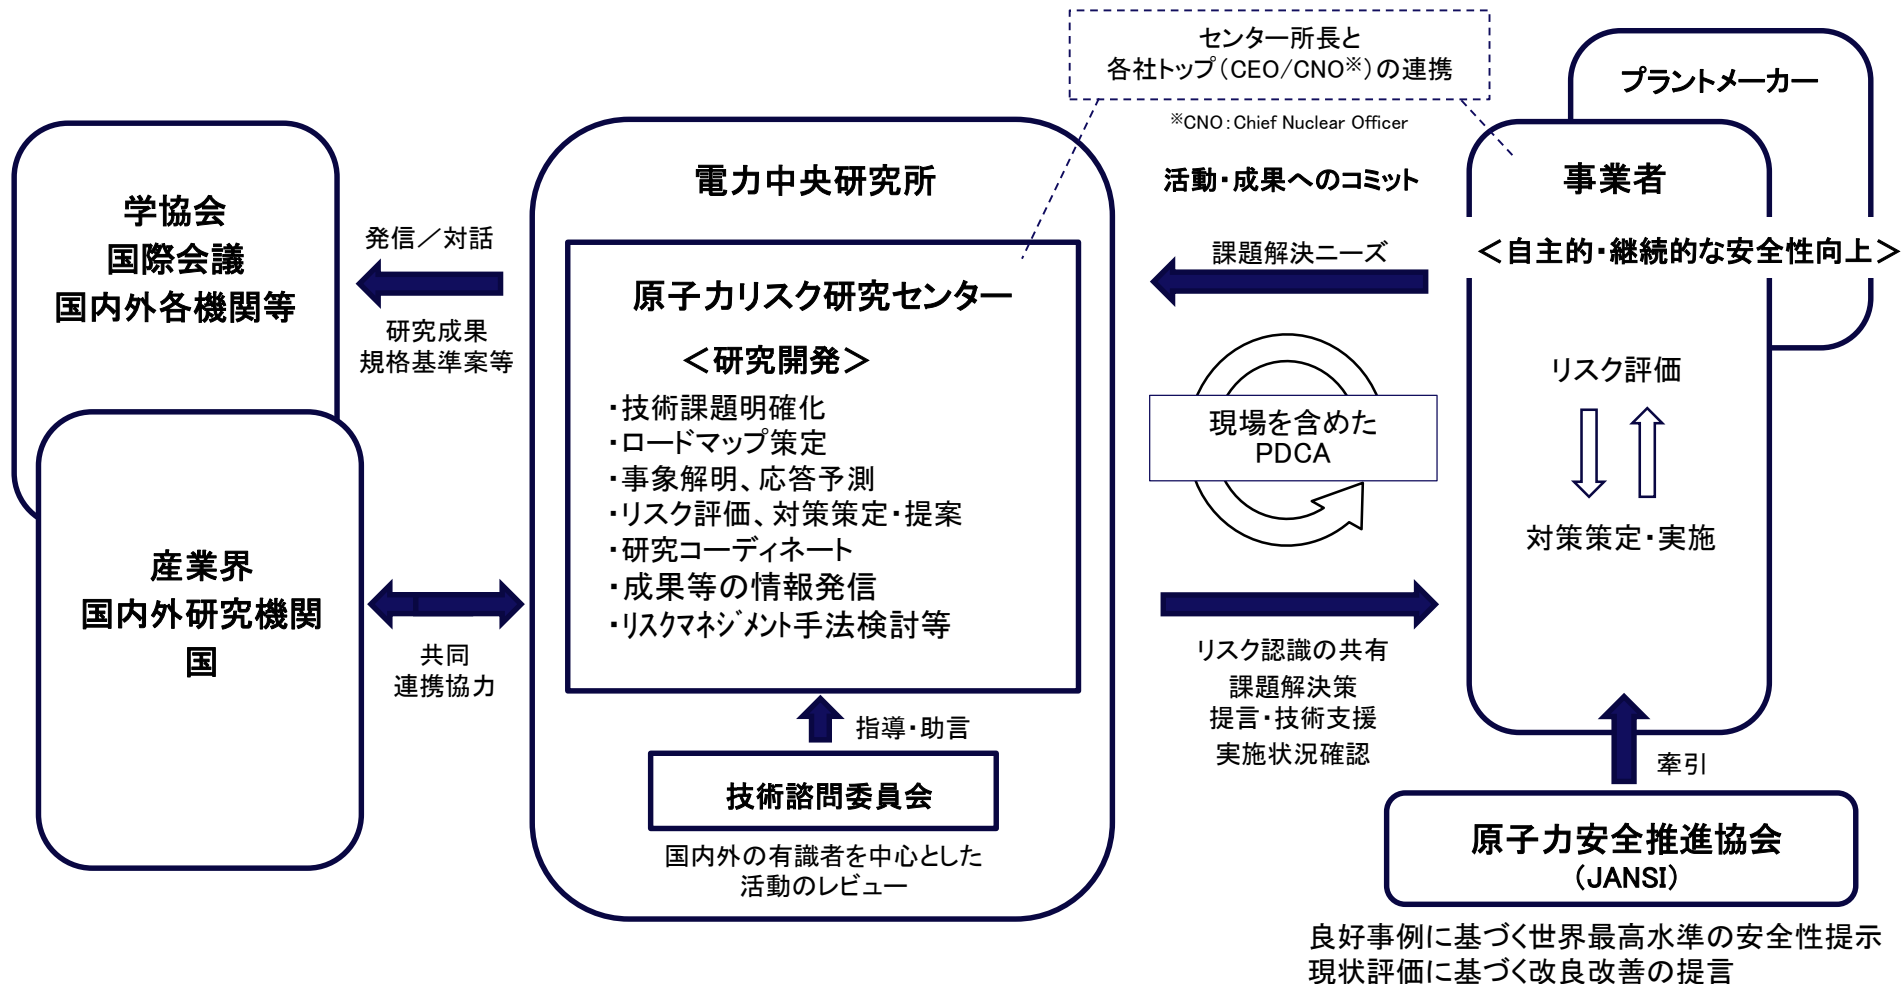 センター所長と
各社トップ（CEO/CNO※）の連携
※CNO：Chief Nuclear Officer
プラントメーカー
学協会
国際会議
国内外各機関等
発信／対話
研究成果
規格基準案等
産業界
国内外研究機関
国
共同
連携協力
電力中央研究所
原子力リスク研究センター
＜研究開発＞
・技術課題明確化
・ロードマップ策定
・事象解明、応答予測
・リスク評価、対策策定・提案
・研究コーディネート
・成果等の情報発信
・リスクマネジメント手法検討等
指導・助言
技術諮問委員会
国内外の有識者を中心とした
活動のレビュー
活動・成果へのコミット
課題解決ニーズ
現場を含めた
PDCA
リスク認識の共有
課題解決策
提言・技術支援
実施状況確認
事業者
＜自主的・継続的な安全性向上＞
リスク評価
対策策定・実施
牽引
原子力安全推進協会
（JANSI）
良好事例に基づく世界最高水準の安全性提示
現状評価に基づく改良改善の提言